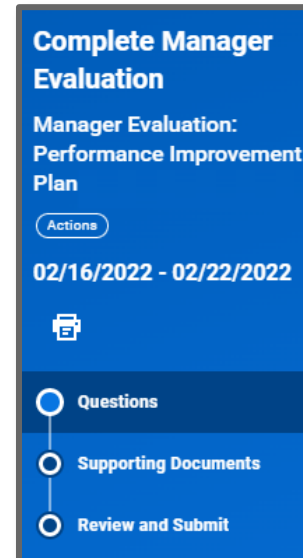 Complete Manager
Evaluation
Manager Evaluation:
Performance Improvement
Plan
Actions
02/16/2022 - 02/22/2022
Questions
Supporting Documents
Review and Submit